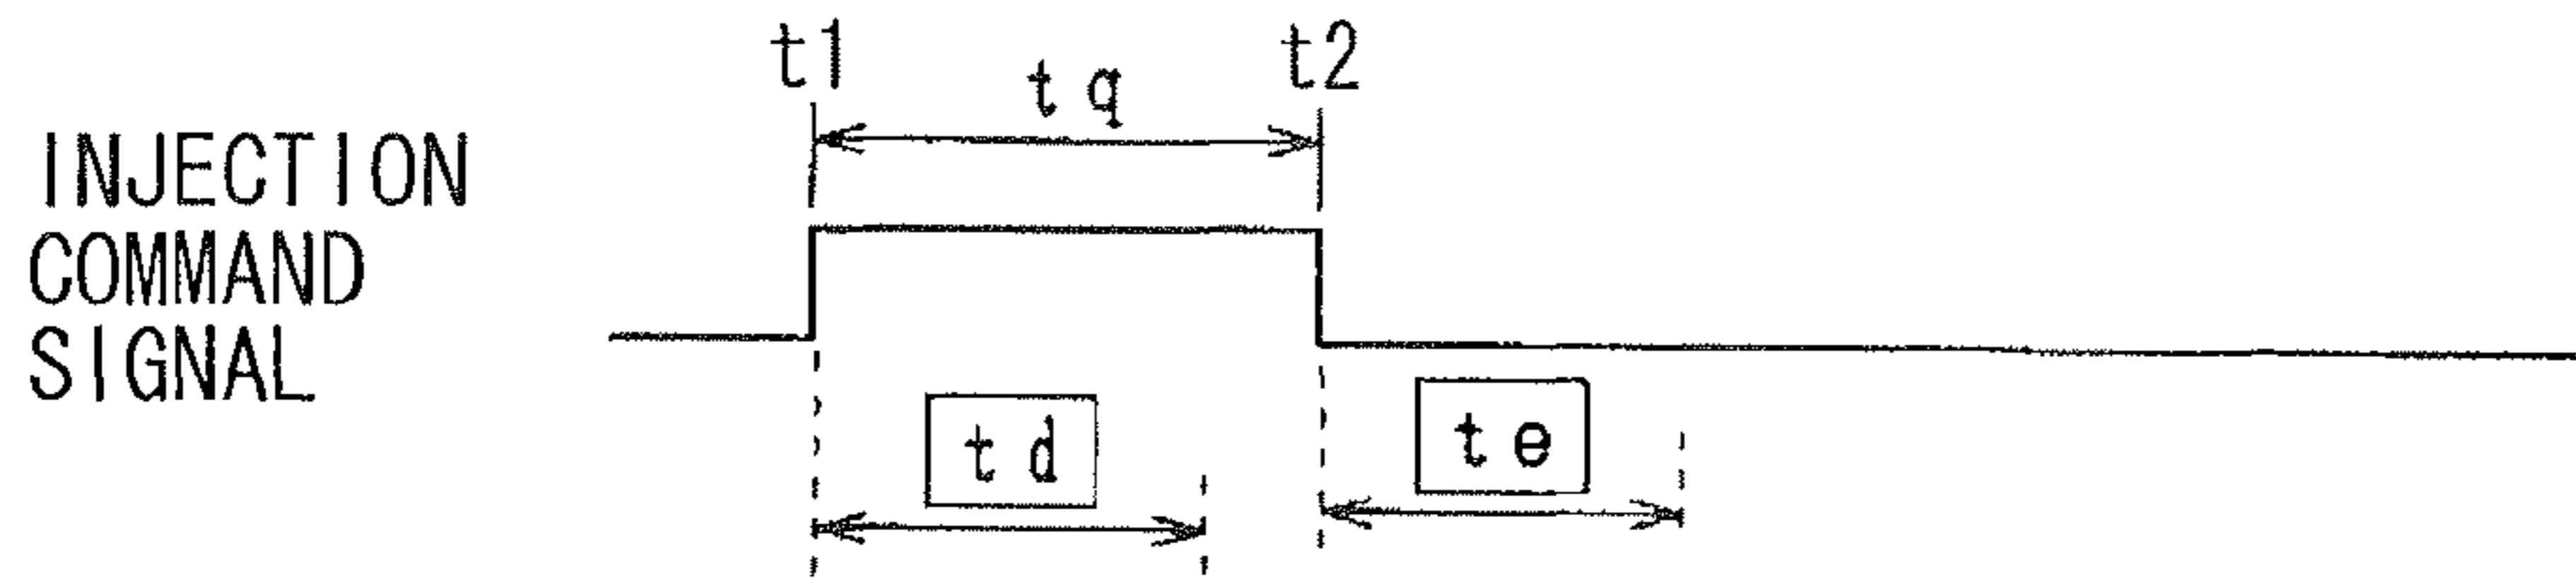 t1
t2
tq
INJECTION
COMMAND
SIGNAL
td
te